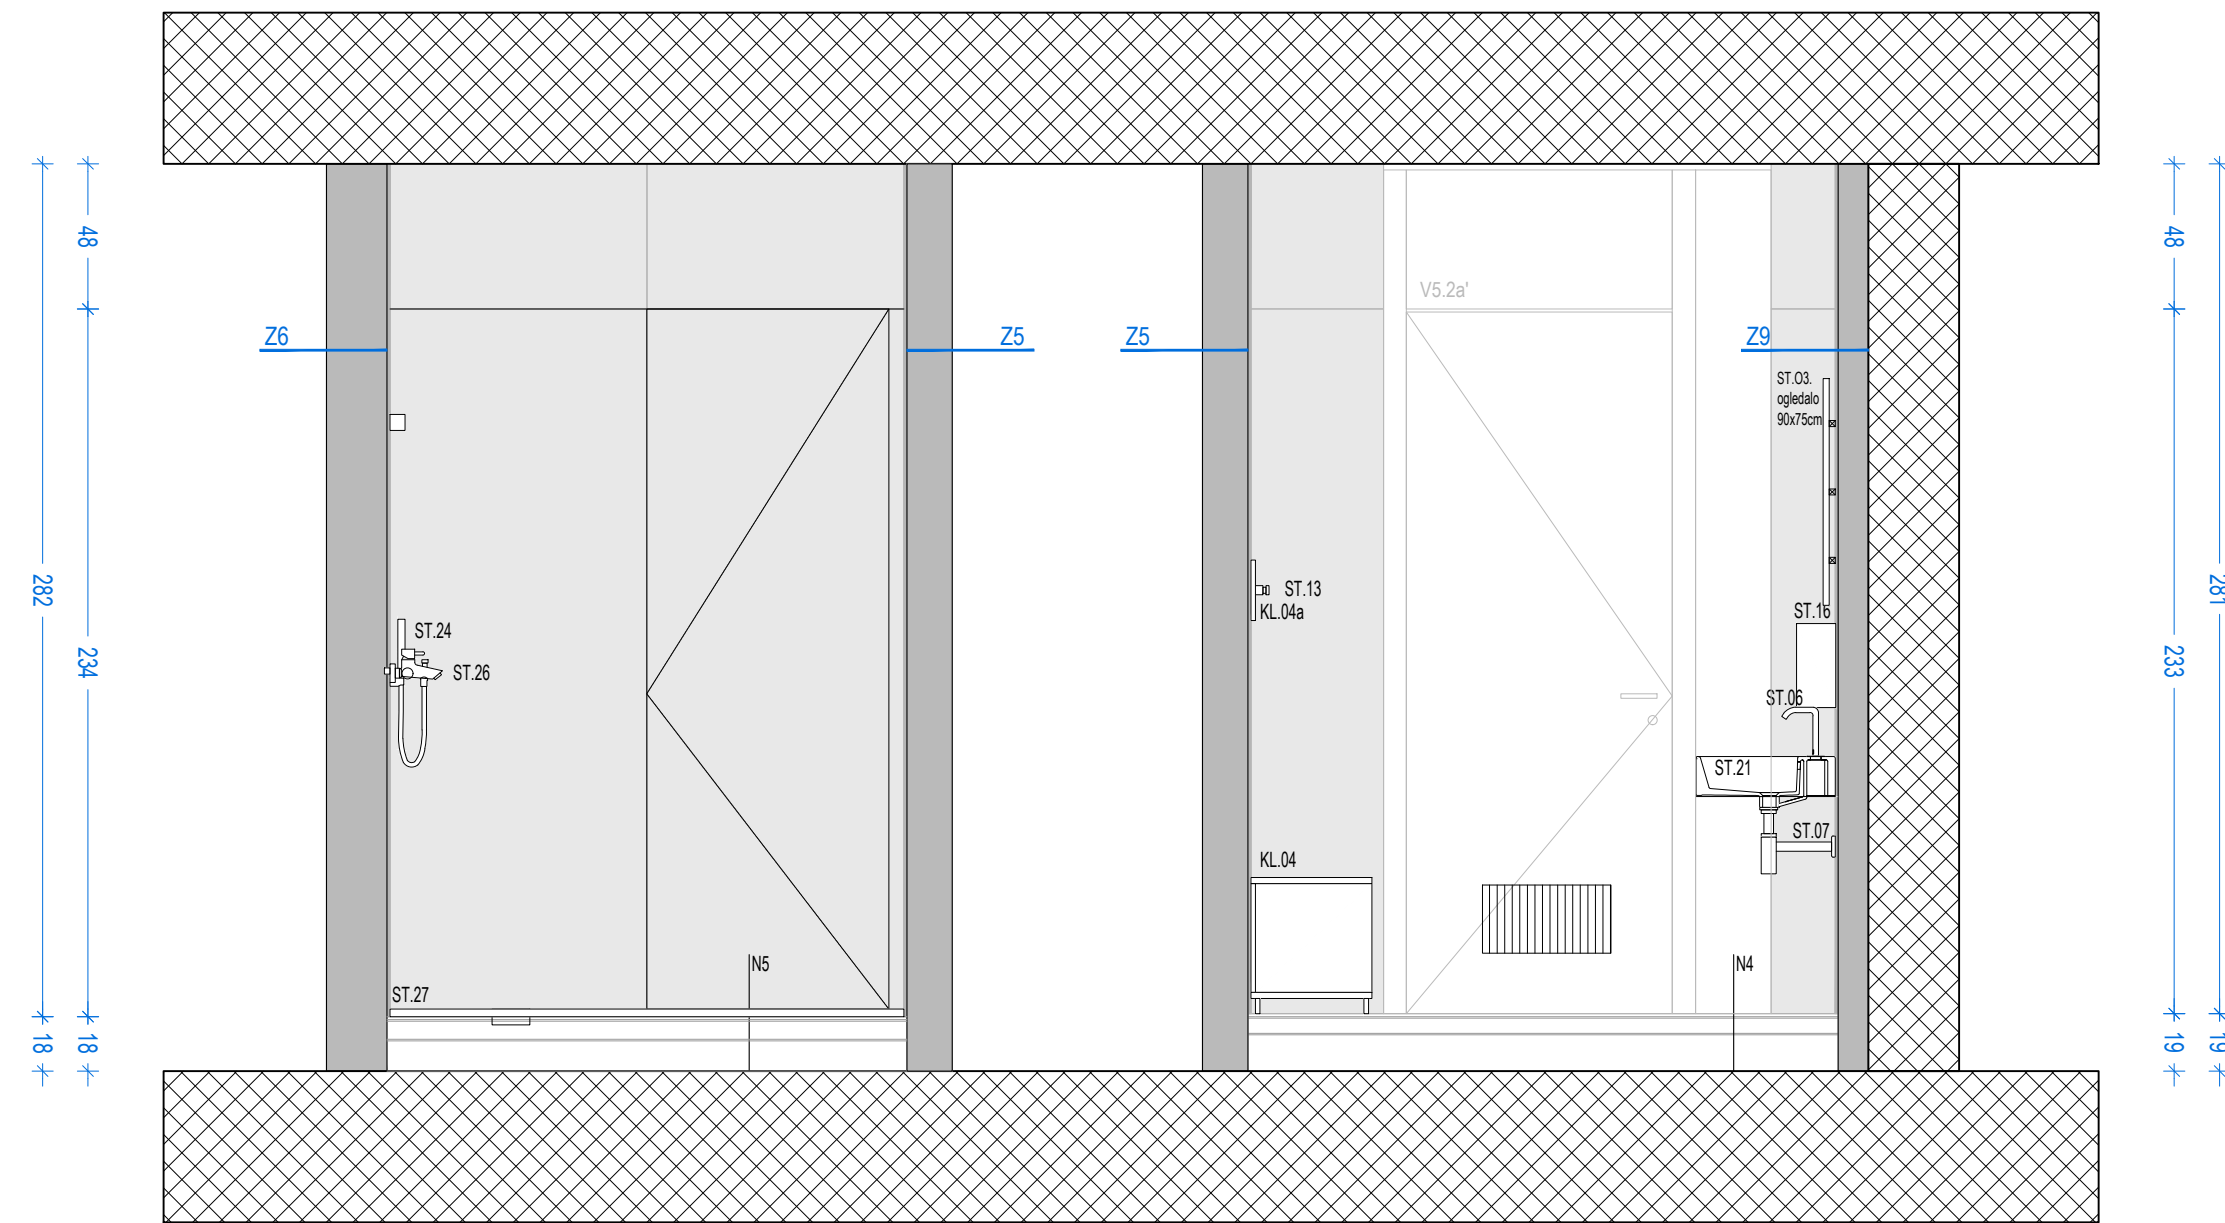 48
48
V5.2a'
Z6
Z5
Z5
Z9
ST.O3.
ogledalo
90x75cm
282
281
ST.13
KL.04a
ST.16
ST.24
234
233
ST.26
ST.06
ST.21
ST.07
KL.04
N5
N4
ST.27
18
18
19
19